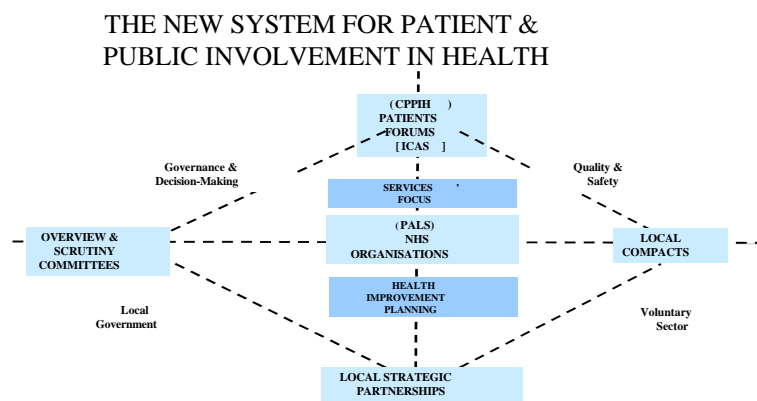 THE NEW SYSTEM FOR PATIENT &
PUBLIC INVOLVEMENT IN HEALTH
(CPPIH )
PATIENTS
FORUMS
[ICAS ]
Governance &
Decision-Making
Quality &
Safety
SERVICES ’
FOCUS
OVERVIEW &
SCRUTINY
COMMITTEES
(PALS)
NHS
ORGANISATIONS
LOCAL
COMPACTS
HEALTH
IMPROVEMENT
PLANNING
Local
Government
Voluntary
Sector
LOCAL STRATEGIC
PARTNERSHIPS